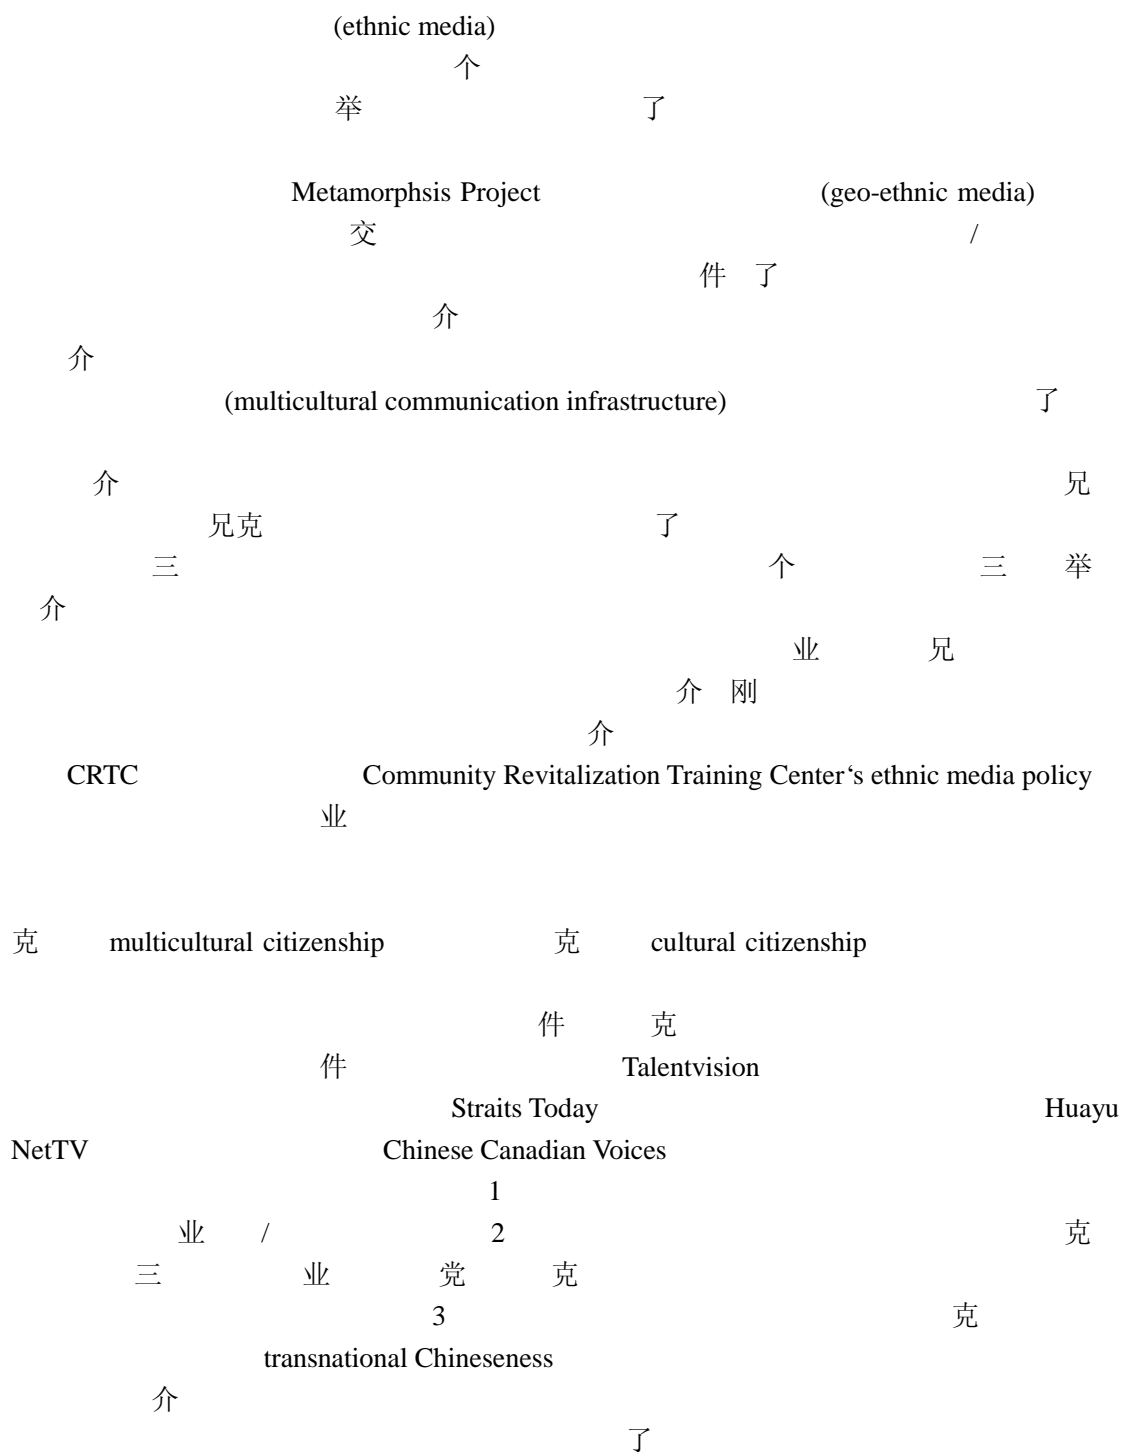 (ethnic media)
个
举 了
Metamorphsis Project (geo-ethnic media)
交 /
件 了
介
介
(multicultural communication infrastructure) 了
介 兄
兄克 了
三 个 三 举
介
业 兄
介 刚
介
CRTC Community Revitalization Training Center‘s ethnic media policy
业
克 multicultural citizenship 克 cultural citizenship
件 克
件 Talentvision
Straits Today Huayu
NetTV Chinese Canadian Voices
1
业 / 2 克
三 业 党 克
3 克
transnational Chineseness
介
了